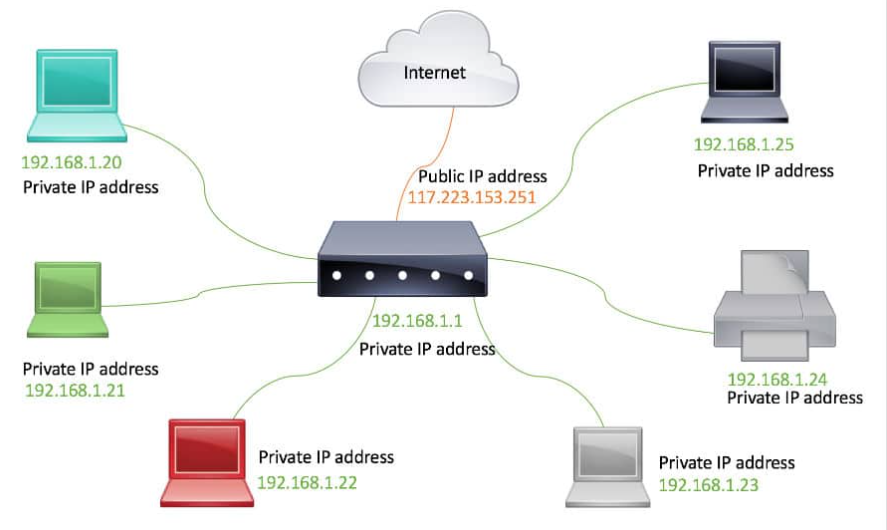 Internet
192.168.1.20
Private IP address
192.168.1.25
Private IP address
Public IP address
117.223.153.251
192.168.1.1
Private IP address
Private IP address
192.168.1.21
192.168.1.24
Private IP address
Private IP address
192.168.1.22
Private IP address
192.168.1.23